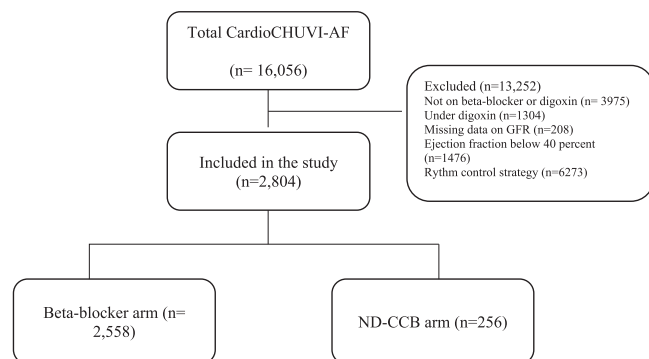 Total CardioCHUVI-AF
(n= 16,056)
Excluded (n=13,252)
Not on beta-blocker or digoxin (n= 3975)
Under digoxin (n=1304)
Missing data on GFR (n=208)
Ejection fraction below 40 percent
(n=1476)
Rythm control strategy (n=6273)
Included in the study
(n=2,804)
Beta-blocker arm (n=
2,558)
ND-CCB arm (n=256)